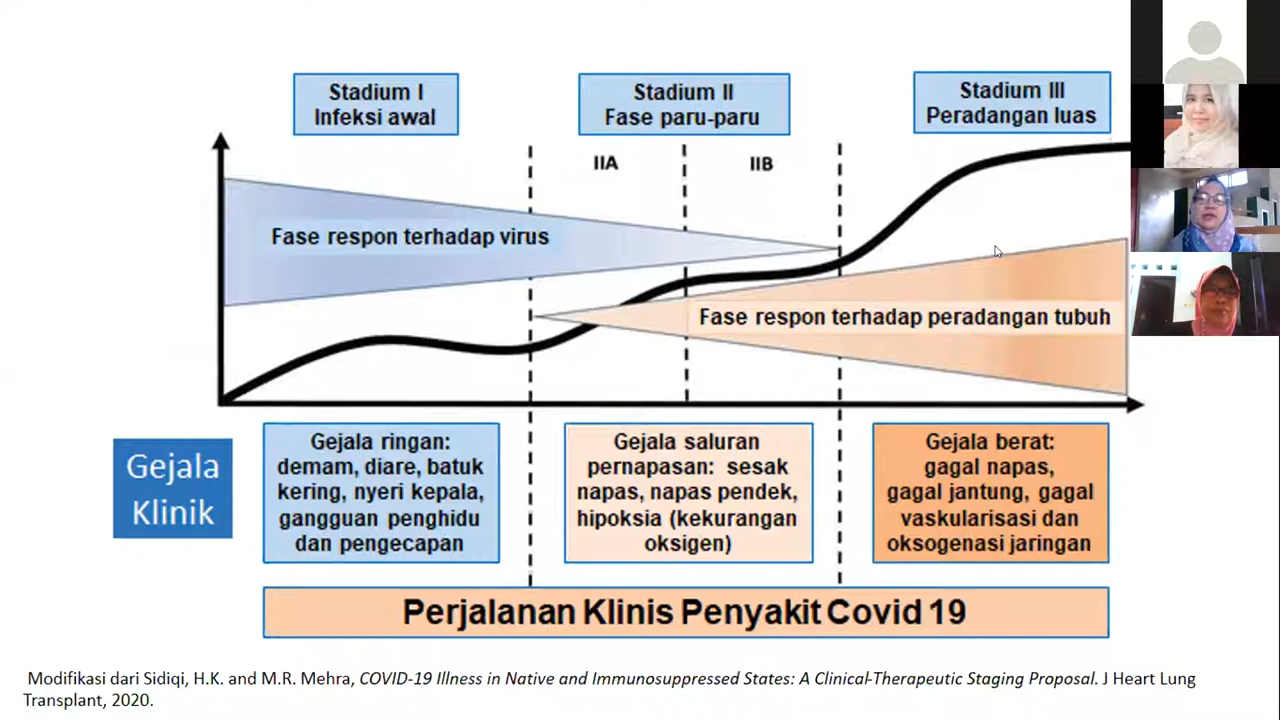 Stadium I
Infeksi awal
Stadium II
Fase paru-paru
Stadium III
Peradangan luas
IIA
IIB
Fase respon terhadap virus
Fase respon terhadap peradangan tubuh
Gejala
Klinik
Gejala ringan:
demam, diare, batuk
kering, nyeri kepala,
gangguan penghidu
dan pengecapan
Gejala saluran
pernapasan: sesak
napas, napas pendek,
hipoksia (kekurangan
oksigen)
Gejala berat:
gagal napas,
gagal jantung, gagal
vaskularisasi dan
oksogenasi jaringan
Perjalanan Klinis Penyakit Covid 19
Modifikasi dari Sidiqi, H.K. and M.R. Mehra, COVID-19 Illness in Native and Immunosuppressed States: A Clinical-Therapeutic Staging Proposal. J Heart Lung
Transplant, 2020.